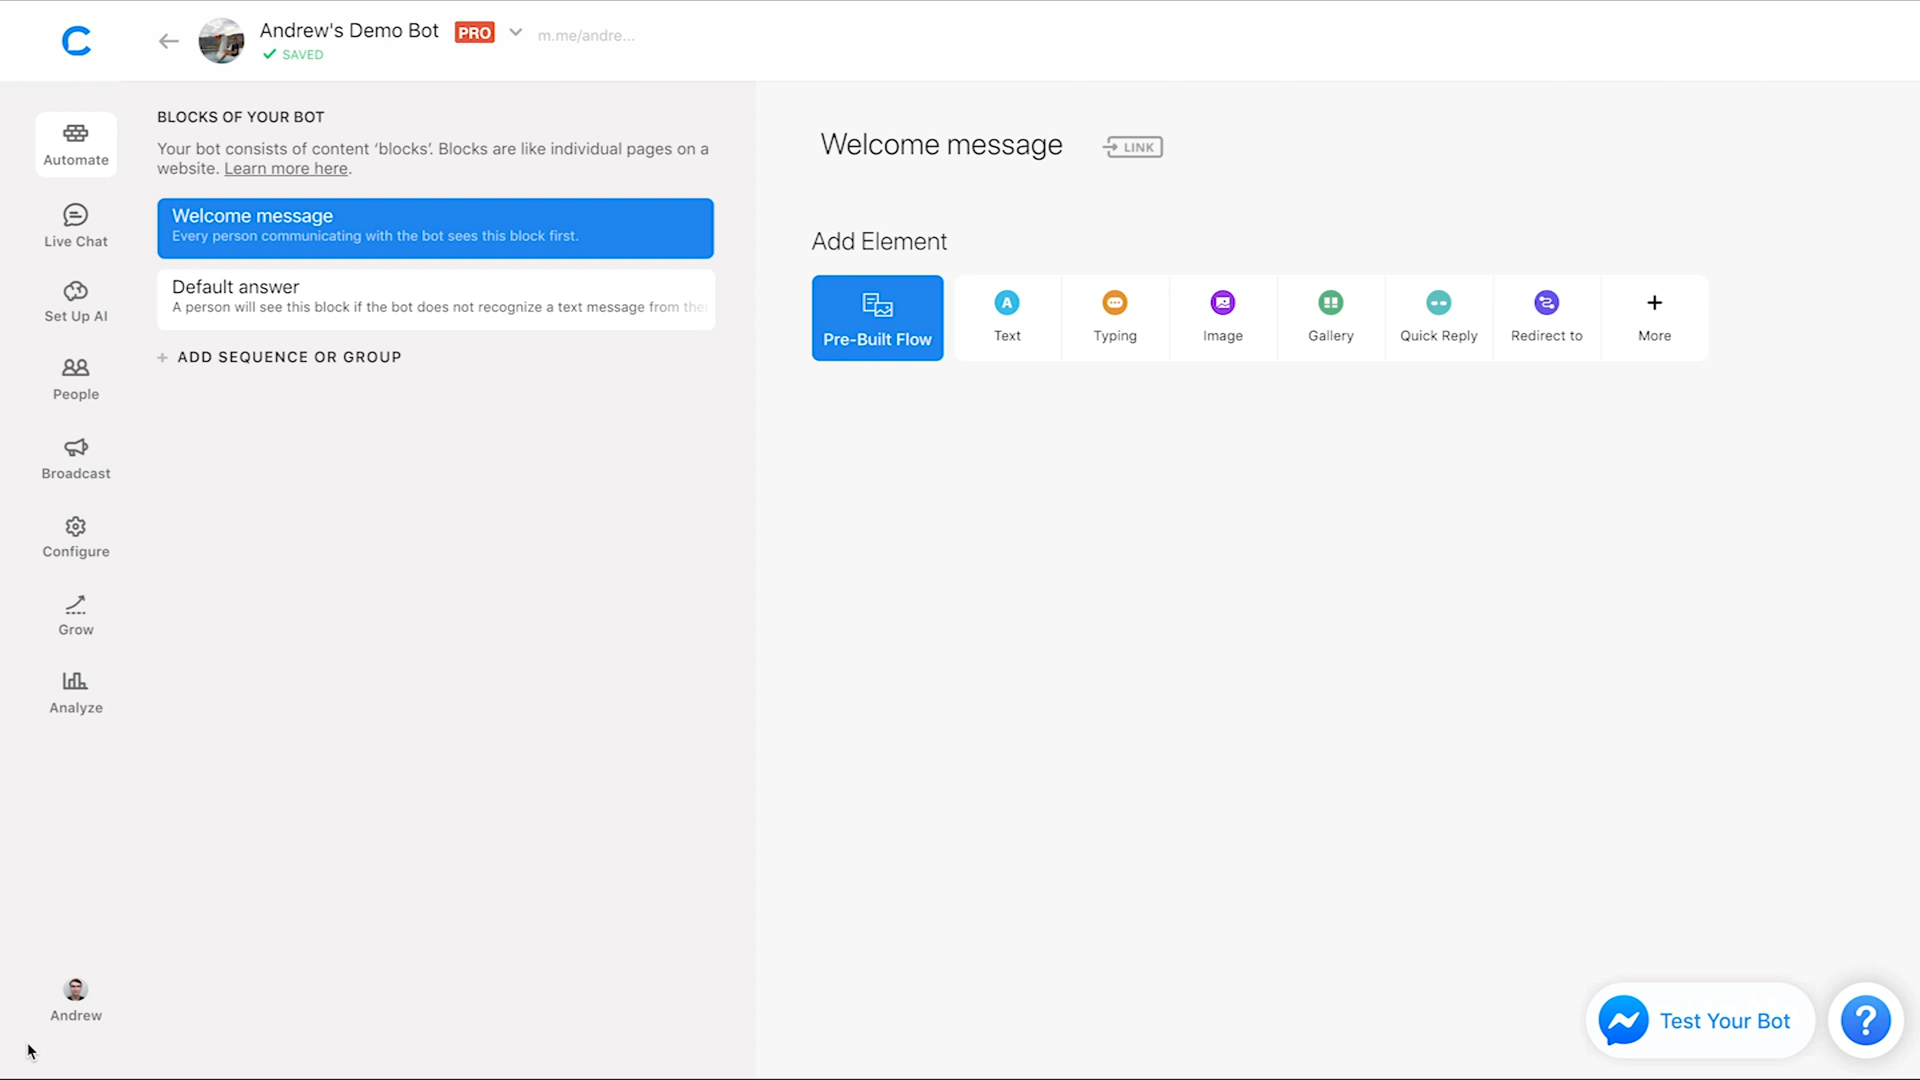 Andrew's Demo Bot PRO m.me/andre...
SAVED
Automate
Live Chat
Set Up AI
People
Broadcast
Configure
Grow
Analyze
Andrew
BLOCKS OF YOUR BOT
Your bot consists of content ‘blocks’. Blocks are like individual pages on a
website. Learn more here.
Welcome message
Every person communicating with the bot sees this block first.
Default answer
A person will see this block if the bot does not recognize a text message from
+ ADD SEQUENCE OR GROUP
Welcome message LINK
Add Element
Pre-Built Flow
A
Text
Typing
Image
Gallery
Quick Reply
Redirect to
+
More
Test Your Bot
?